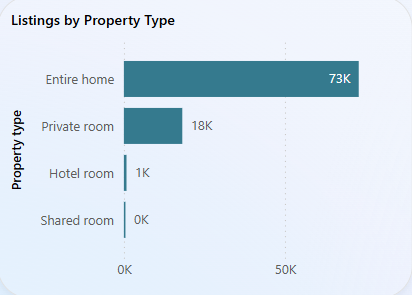 Listings by Property Type
Property type
Entire home 73K
Private room 18K
Hotel room 1K
Shared room 0K
0K 50K